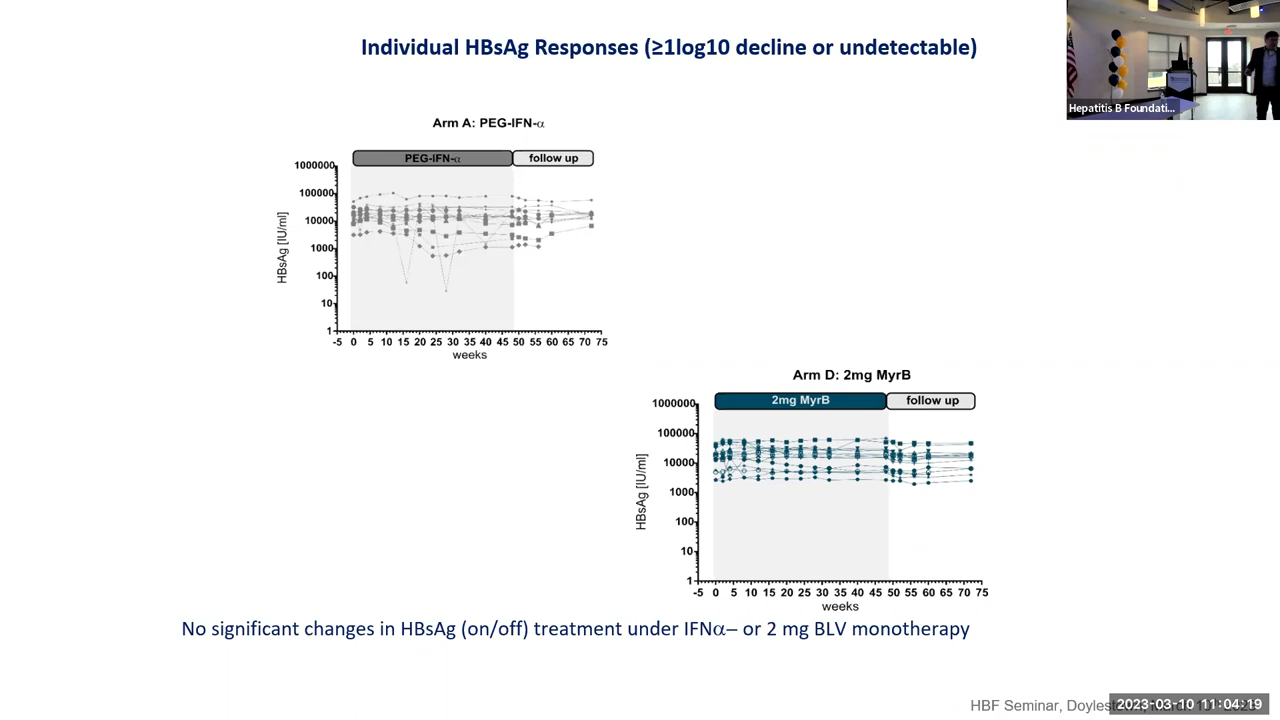 Individual HBsAg Responses (≥1log10 decline or undetectable)
Hepatitis B Foundati...
Arm A: PEG-IFN-α
PEG-IFN-α
follow up
1000000
100000
10000
1000
100
10
1
HBsAg [IU/ml]
-5 0 5 10 15 20 25 30 35 40 45 50 55 60 65 70 75
weeks
Arm D: 2mg MyrB
2mg MyrB
follow up
1000000
100000
10000
1000
100
10
1
HBsAg [IU/ml]
-5 0 5 10 15 20 25 30 35 40 45 50 55 60 65 70 75
weeks
No significant changes in HBsAg (on/off) treatment under IFNα– or 2 mg BLV monotherapy
HBF Seminar,
2023-03-10 11:04:19